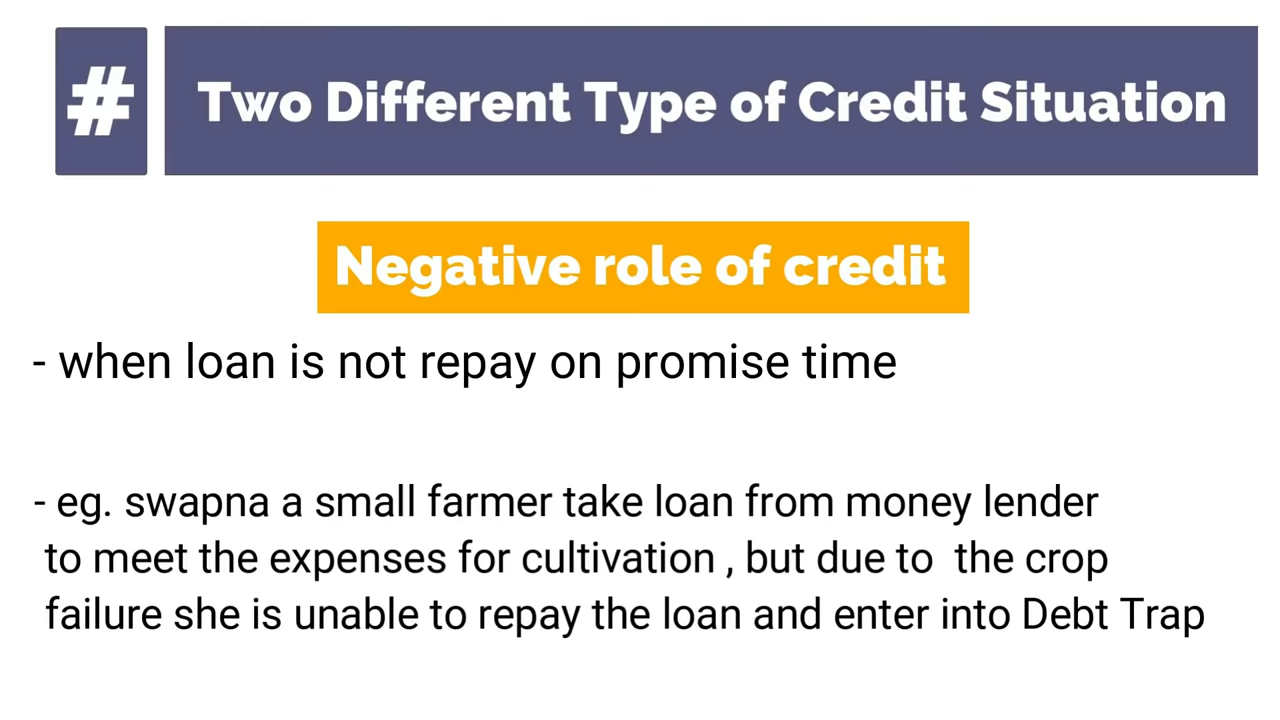 # Two Different Type of Credit Situation
Negative role of credit
- when loan is not repay on promise time
- eg. swapna a small farmer take loan from money lender
to meet the expenses for cultivation , but due to the crop
failure she is unable to repay the loan and enter into Debt Trap